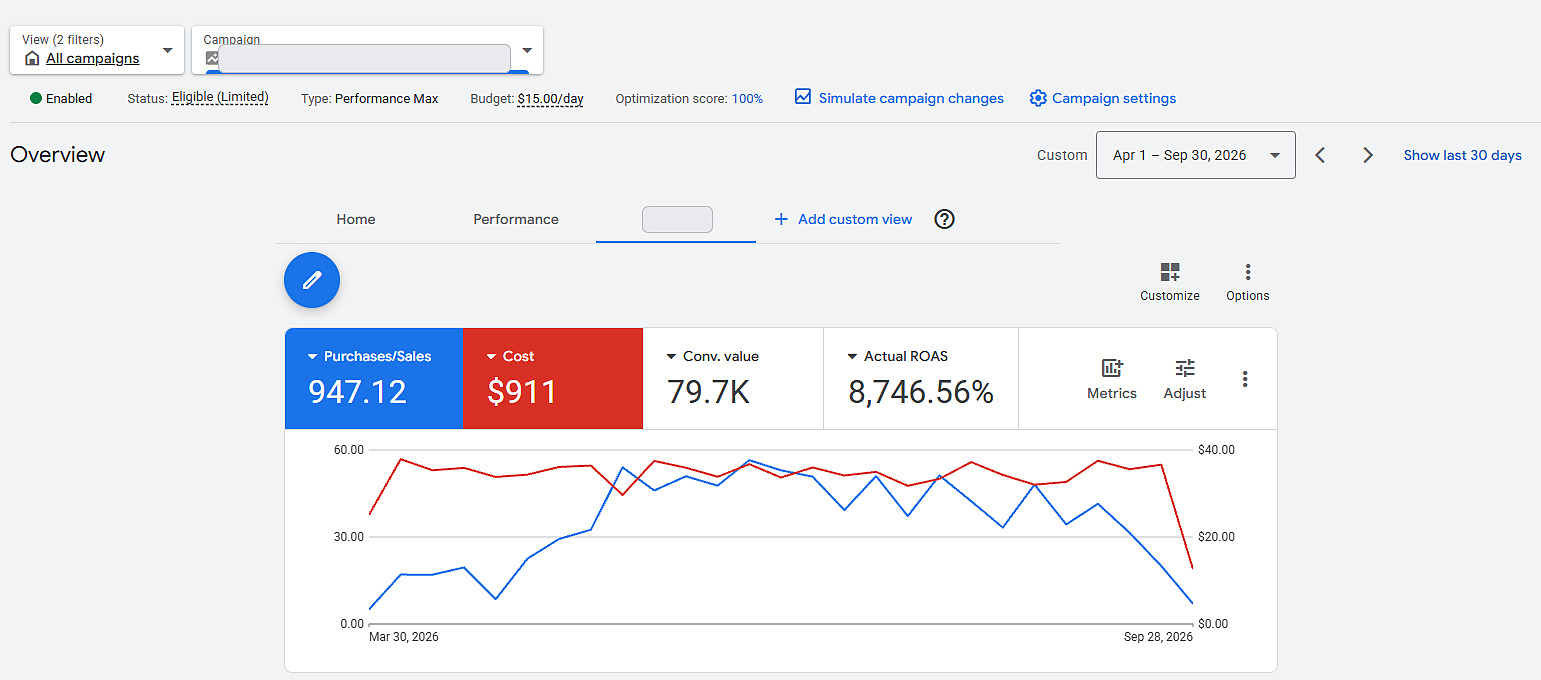 View (2 filters)
All campaigns
Campaign
Enabled
Status: Eligible (Limited)
Type: Performance Max
Budget: $15.00/day
Optimization score: 100%
Simulate campaign changes
Campaign settings
Overview
Custom
Apr 1 – Sep 30, 2026
Show last 30 days
Home
Performance
Add custom view
Customize
Options
Purchases/Sales
947.12
Cost
$911
Conv. value
79.7K
Actual ROAS
8,746.56%
Metrics
Adjust
60.00
$40.00
30.00
$20.00
0.00
$0.00
Mar 30, 2026
Sep 28, 2026